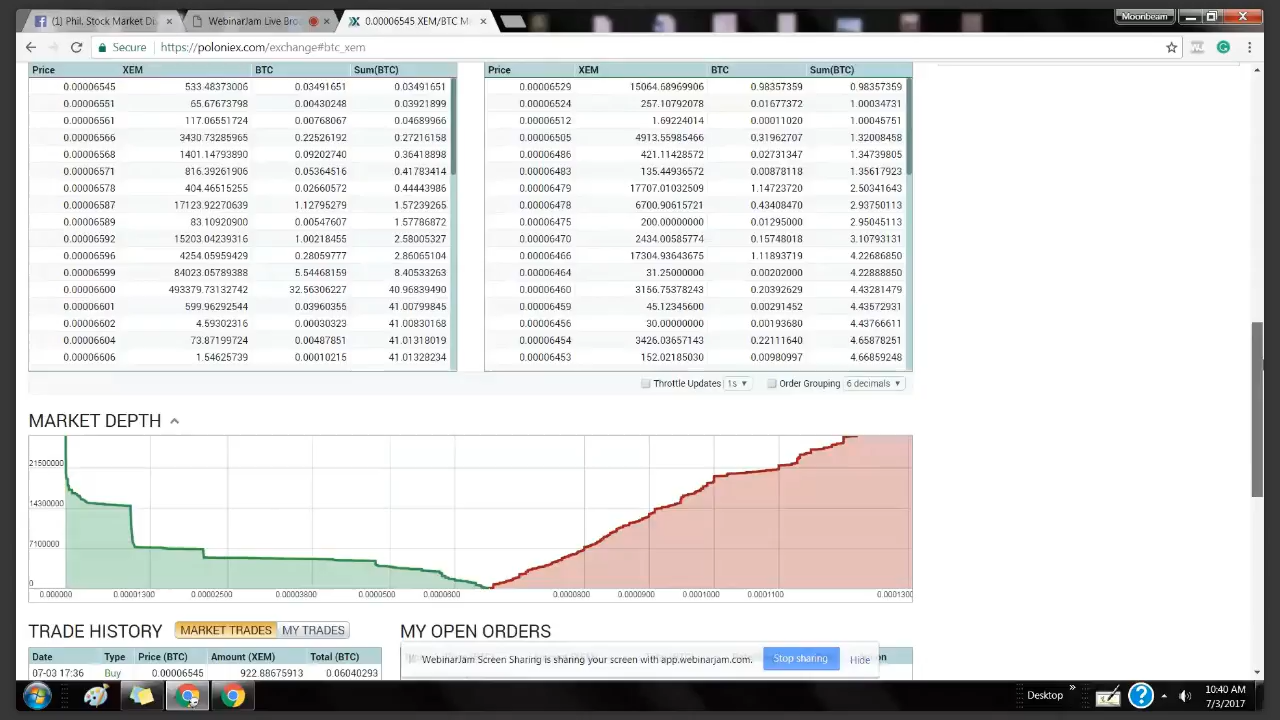 (1) Phil. Stock Market Di
WebinarJam Live Bro
0.00006545 XEM/BTC M
Moonbeam
Secure
https://poloniex.com/exchange#btc_xem
Price XEM BTC Sum(BTC)
0.00006545 533.48373006 0.03491651 0.03491651
0.00006551 65.67673798 0.00430248 0.03921899
0.00006561 117.06551724 0.00768067 0.04689966
0.00006566 3430.73285965 0.22526192 0.27216158
0.00006568 1401.14793890 0.09202740 0.36418898
0.00006571 816.39261906 0.05364516 0.41783414
0.00006578 404.46515255 0.02660572 0.44443986
0.00006587 17123.92270639 1.12795279 1.57239265
0.00006589 83.10920900 0.00547607 1.57786872
0.00006592 15203.04239316 1.00218455 2.58005327
0.00006596 4254.05959429 0.28059777 2.86065104
0.00006599 84023.05789388 5.54468159 8.40533263
0.00006600 493379.73132742 32.56306227 40.96839490
0.00006601 599.96292544 0.03960355 41.00799845
0.00006602 4.59302316 0.00030323 41.00830168
0.00006604 73.87199724 0.00487851 41.01318019
0.00006606 1.54625739 0.00010215 41.01328234
Price XEM BTC Sum(BTC)
0.00006529 15064.68969906 0.98357359 0.98357359
0.00006524 257.10792078 0.01677372 1.00034731
0.00006512 1.69224014 0.00011020 1.00045751
0.00006505 4913.55985466 0.31962707 1.32008458
0.00006486 421.11428572 0.02731347 1.34739805
0.00006483 135.44936572 0.00878118 1.35617923
0.00006479 17707.01032509 1.14723720 2.50341643
0.00006478 6700.90615721 0.43408470 2.93750113
0.00006475 200.00000000 0.01295000 2.95045113
0.00006470 2434.00585774 0.15748018 3.10793131
0.00006466 17304.93643675 1.11893719 4.22686850
0.00006464 31.25000000 0.00202000 4.22888850
0.00006460 3156.75378243 0.20392629 4.43281479
0.00006459 45.12345600 0.00291452 4.43572931
0.00006456 30.00000000 0.00193680 4.43766611
0.00006454 3426.03657143 0.22111640 4.65878251
0.00006453 152.02185030 0.00980997 4.66859248
Throttle Updates 1s Order Grouping 6 decimals
MARKET DEPTH
21500000
14300000
7100000
0
0.000000 0.00001300 0.00002500 0.00003800 0.0000500 0.0000600 0.0000800 0.0000900 0.0001000 0.0001100 0.0001300
TRADE HISTORY MARKET TRADES MY TRADES
Date Type Price (BTC) Amount (XEM) Total (BTC)
07-03 17:36 Buy 0.00006545 922.88675913 0.06040293
MY OPEN ORDERS
WebinarJam Screen Sharing is sharing your screen with app.webinarjam.com. Stop sharing Hide
Desktop
10:40 AM
7/3/2017